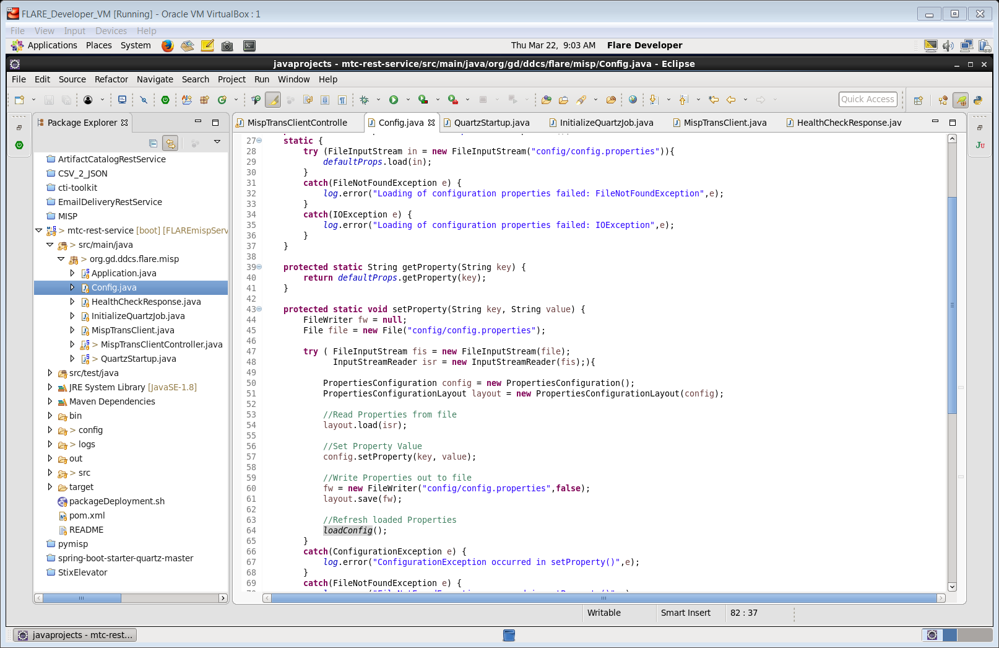 FLARE_Developer_VM [Running] - Oracle VM VirtualBox : 1
File View Input Devices Help
Applications Places System Thu Mar 22, 9:03 AM Flare Developer
javaprojects - mtc-rest-service/src/main/java/org/gd/ddcs/flare/misp/Config.java - Eclipse
File Edit Source Refactor Navigate Search Project Run Window Help
Quick Access
Package Explorer
MispTransClientControlle Config.java QuartzStartup.java InitializeQuartzJob.java MispTransClient.java HealthCheckResponse.jav
ArtifactCatalogRestService
CSV_2_JSON
cti-toolkit
EmailDeliveryRestService
MISP
> mtc-rest-service [boot] [FLAREmispServ
> src/main/java
> org.gd.ddcs.flare.misp
Application.java
Config.java
HealthCheckResponse.java
InitializeQuartzJob.java
MispTransClient.java
> MispTransClientController.java
> QuartzStartup.java
src/test/java
JRE System Library [JavaSE-1.8]
Maven Dependencies
bin
> config
> logs
out
> src
target
packageDeployment.sh
pom.xml
README
pymisp
spring-boot-starter-quartz-master
StixElevator
27 static {
28 try (FileInputStream in = new FileInputStream("config/config.properties")){
29 defaultProps.load(in);
30 }
31 catch(FileNotFoundException e) {
32 log.error("Loading of configuration properties failed: FileNotFoundException",e);
33 }
34 catch(IOException e) {
35 log.error("Loading of configuration properties failed: IOException",e);
36 }
37 }
38
39 protected static String getProperty(String key) {
40 return defaultProps.getProperty(key);
41 }
42
43 protected static void setProperty(String key, String value) {
44 FileWriter fw = null;
45 File file = new File("config/config.properties");
46
47 try ( FileInputStream fis = new FileInputStream(file);
48 InputStreamReader isr = new InputStreamReader(fis);){
49
50 PropertiesConfiguration config = new PropertiesConfiguration();
51 PropertiesConfigurationLayout layout = new PropertiesConfigurationLayout(config);
52
53 //Read Properties from file
54 layout.load(isr);
55
56 //Set Property Value
57 config.setProperty(key, value);
58
59 //Write Properties out to file
60 fw = new FileWriter("config/config.properties",false);
61 layout.save(fw);
62
63 //Refresh loaded Properties
64 loadConfig();
65 }
66 catch(ConfigurationException e) {
67 log.error("ConfigurationException occurred in setProperty()",e);
68 }
69 catch(FileNotFoundException e) {
Writable Smart Insert 82 : 37
javaprojects - mtc-rest...